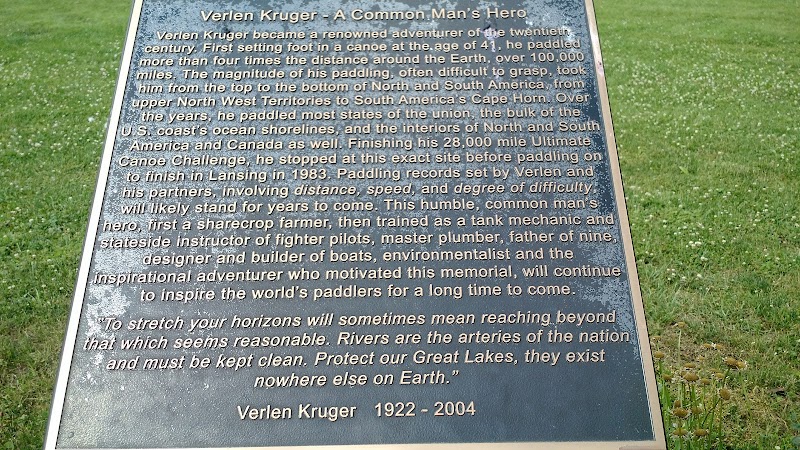 Verlen Kruger - A Common Man's Hero
Verlen Kruger became a renowned adventurer of the twentieth
century. First setting foot in a canoe at the age of 41, he paddled
more than four times the distance around the Earth, over 100,000
miles. The magnitude of his paddling, often difficult to grasp, took
him from the top to the bottom of North and South America, from
upper North West Territories to South America's Cape Horn. Over
the years, he paddled most states of the union, the bulk of the
U.S. coast's ocean shorelines, and the interiors of North and South
America and Canada as well. Finishing his 28,000 mile Ultimate
Canoe Challenge, he stopped at this exact site before paddling on
to finish in Lansing in 1983. Paddling records set by Verlen and
his partners, involving distance, speed, and degree of difficulty,
will likely stand for years to come. This humble, common man's
hero, first a sharecrop farmer, then trained as a tank mechanic and
stateside instructor of fighter pilots, master plumber, father of nine,
designer and builder of boats, environmentalist and the
inspirational adventurer who motivated this memorial, will continue
to inspire the world's paddlers for a long time to come.
"To stretch your horizons will sometimes mean reaching beyond
that which seems reasonable. Rivers are the arteries of the nation
and must be kept clean. Protect our Great Lakes, they exist
nowhere else on Earth."
Verlen Kruger 1922 - 2004